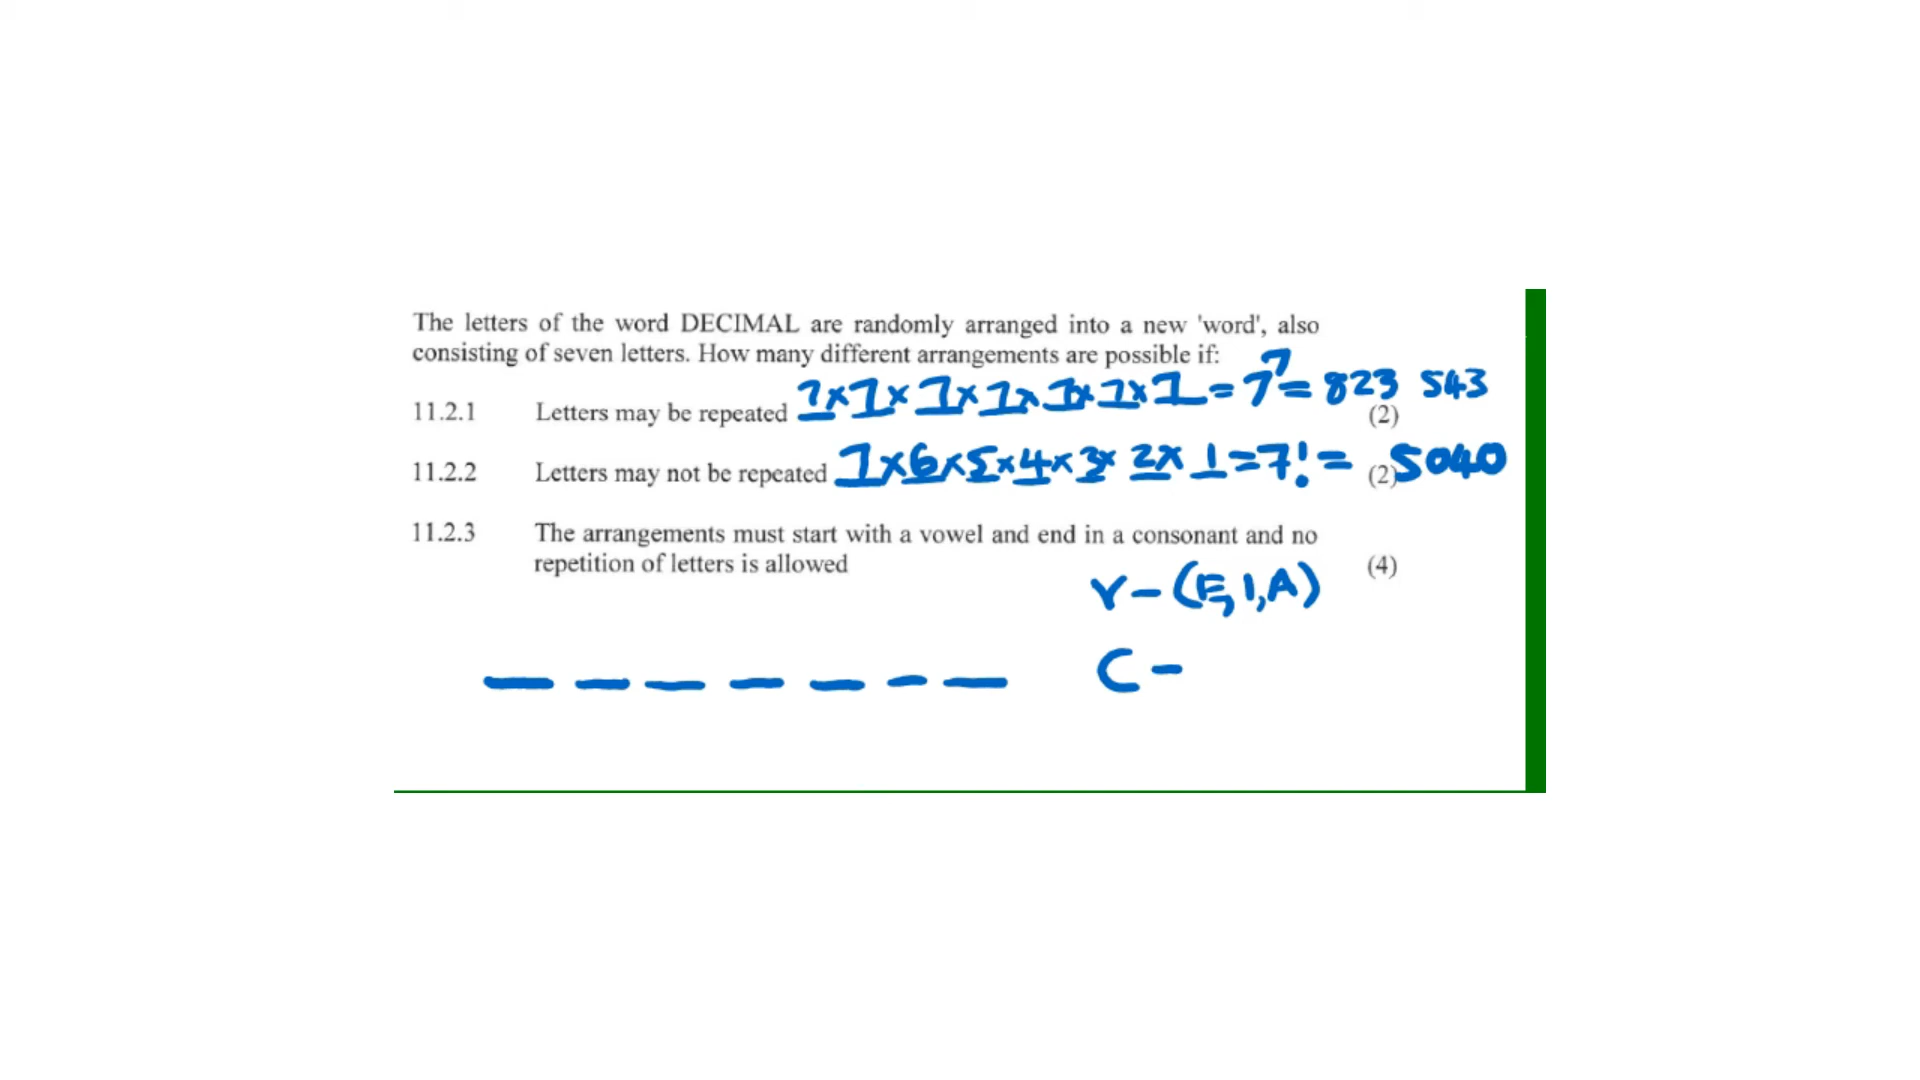 The letters of the word DECIMAL are randomly arranged into a new 'word', also
consisting of seven letters. How many different arrangements are possible if:
11.2.1 Letters may be repeated 7×7×7×7×7×7×7=7⁷= 823 543 (2)
11.2.2 Letters may not be repeated 7×6×5×4×3×2×1=7!= 5040 (2)
11.2.3 The arrangements must start with a vowel and end in a consonant and no
repetition of letters is allowed (4)
V-(E,I,A)
C-